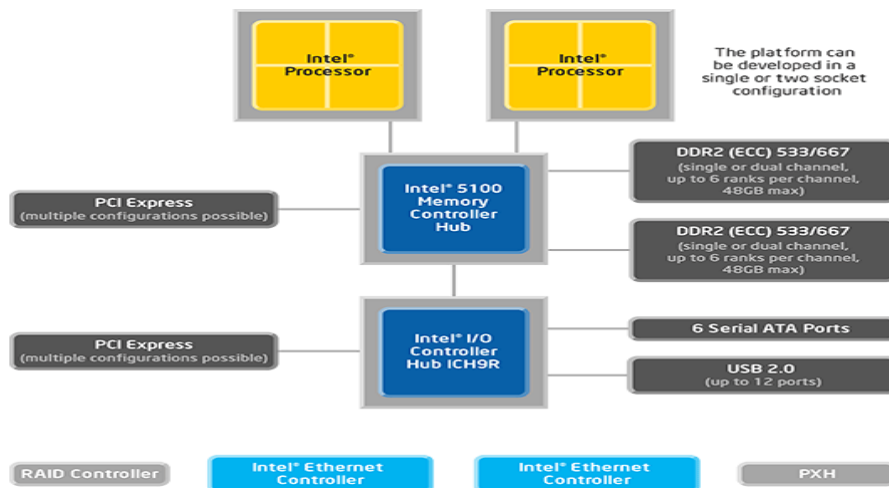 Intel® Processor
Intel® Processor
The platform can
be developed in a
single or two socket
configuration
DDR2 (ECC) 533/667
(single or dual channel,
up to 6 ranks per channel,
48GB max)
PCI Express
(multiple configurations possible)
Intel® 5100
Memory
Controller
Hub
DDR2 (ECC) 533/667
(single or dual channel,
up to 6 ranks per channel,
48GB max)
PCI Express
(multiple configurations possible)
Intel® I/O
Controller
Hub ICH9R
6 Serial ATA Ports
USB 2.0
(up to 12 ports)
RAID Controller
Intel® Ethernet
Controller
Intel® Ethernet
Controller
PXH